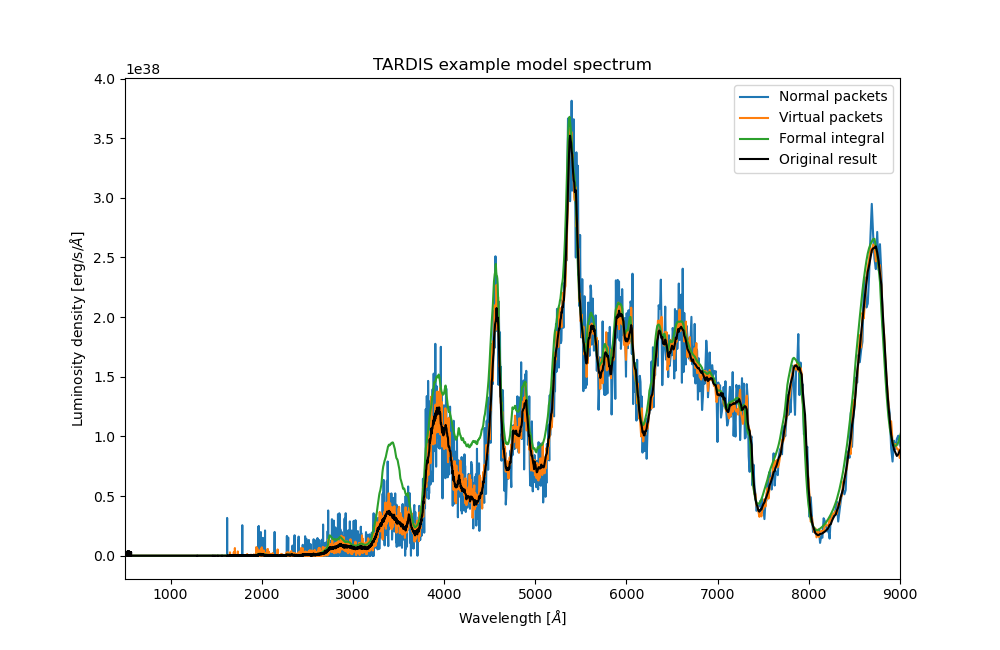 TARDIS example model spectrum
1e38
4.0
3.5
3.0
2.5
2.0
1.5
1.0
0.5
0.0
Luminosity density [erg/s/Å]
Normal packets
Virtual packets
Formal integral
Original result
1000 2000 3000 4000 5000 6000 7000 8000 9000
Wavelength [Å]